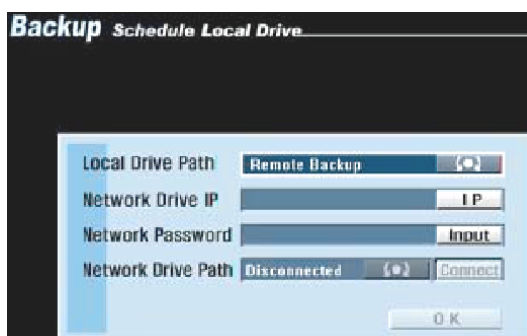 Backup Schedule Local Drive
Local Drive Path Remote Backup
Network Drive IP IP
Network Password Input
Network Drive Path Disconnected Connect
OK